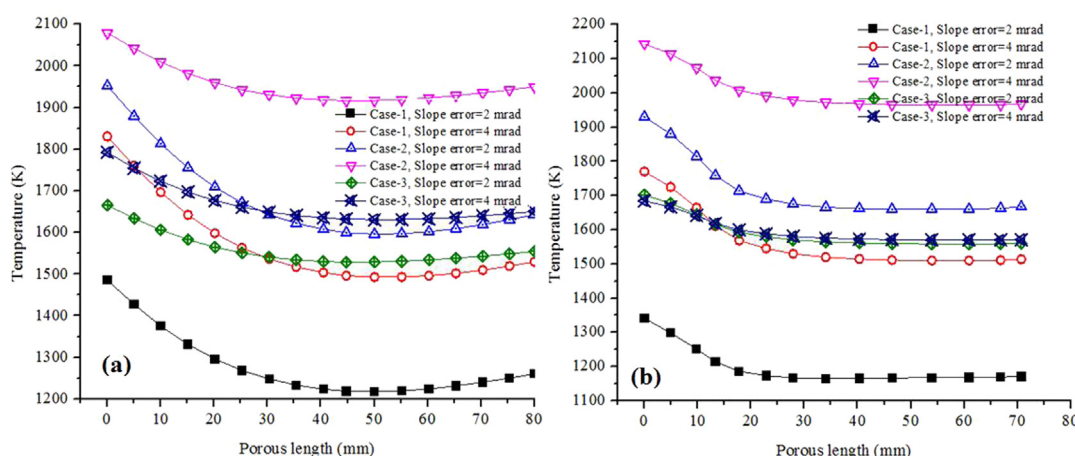 (a)
2100
2000
1900
1800
1700
1600
1500
1400
1300
1200
Temperature (K)
Case-1, Slope error=2 mrad
Case-1, Slope error=4 mrad
Case-2, Slope error=2 mrad
Case-2, Slope error=4 mrad
Case-3, Slope error=2 mrad
Case-3, Slope error=4 mrad
0 10 20 30 40 50 60 70 80
Porous length (mm)
(b)
2200
2100
2000
1900
1800
1700
1600
1500
1400
1300
1200
1100
Temperature (K)
Case-1, Slope error=2 mrad
Case-1, Slope error=4 mrad
Case-2, Slope error=2 mrad
Case-2, Slope error=4 mrad
Case-3, Slope error=2 mrad
Case-3, Slope error=4 mrad
0 10 20 30 40 50 60 70 80
Porous length (mm)